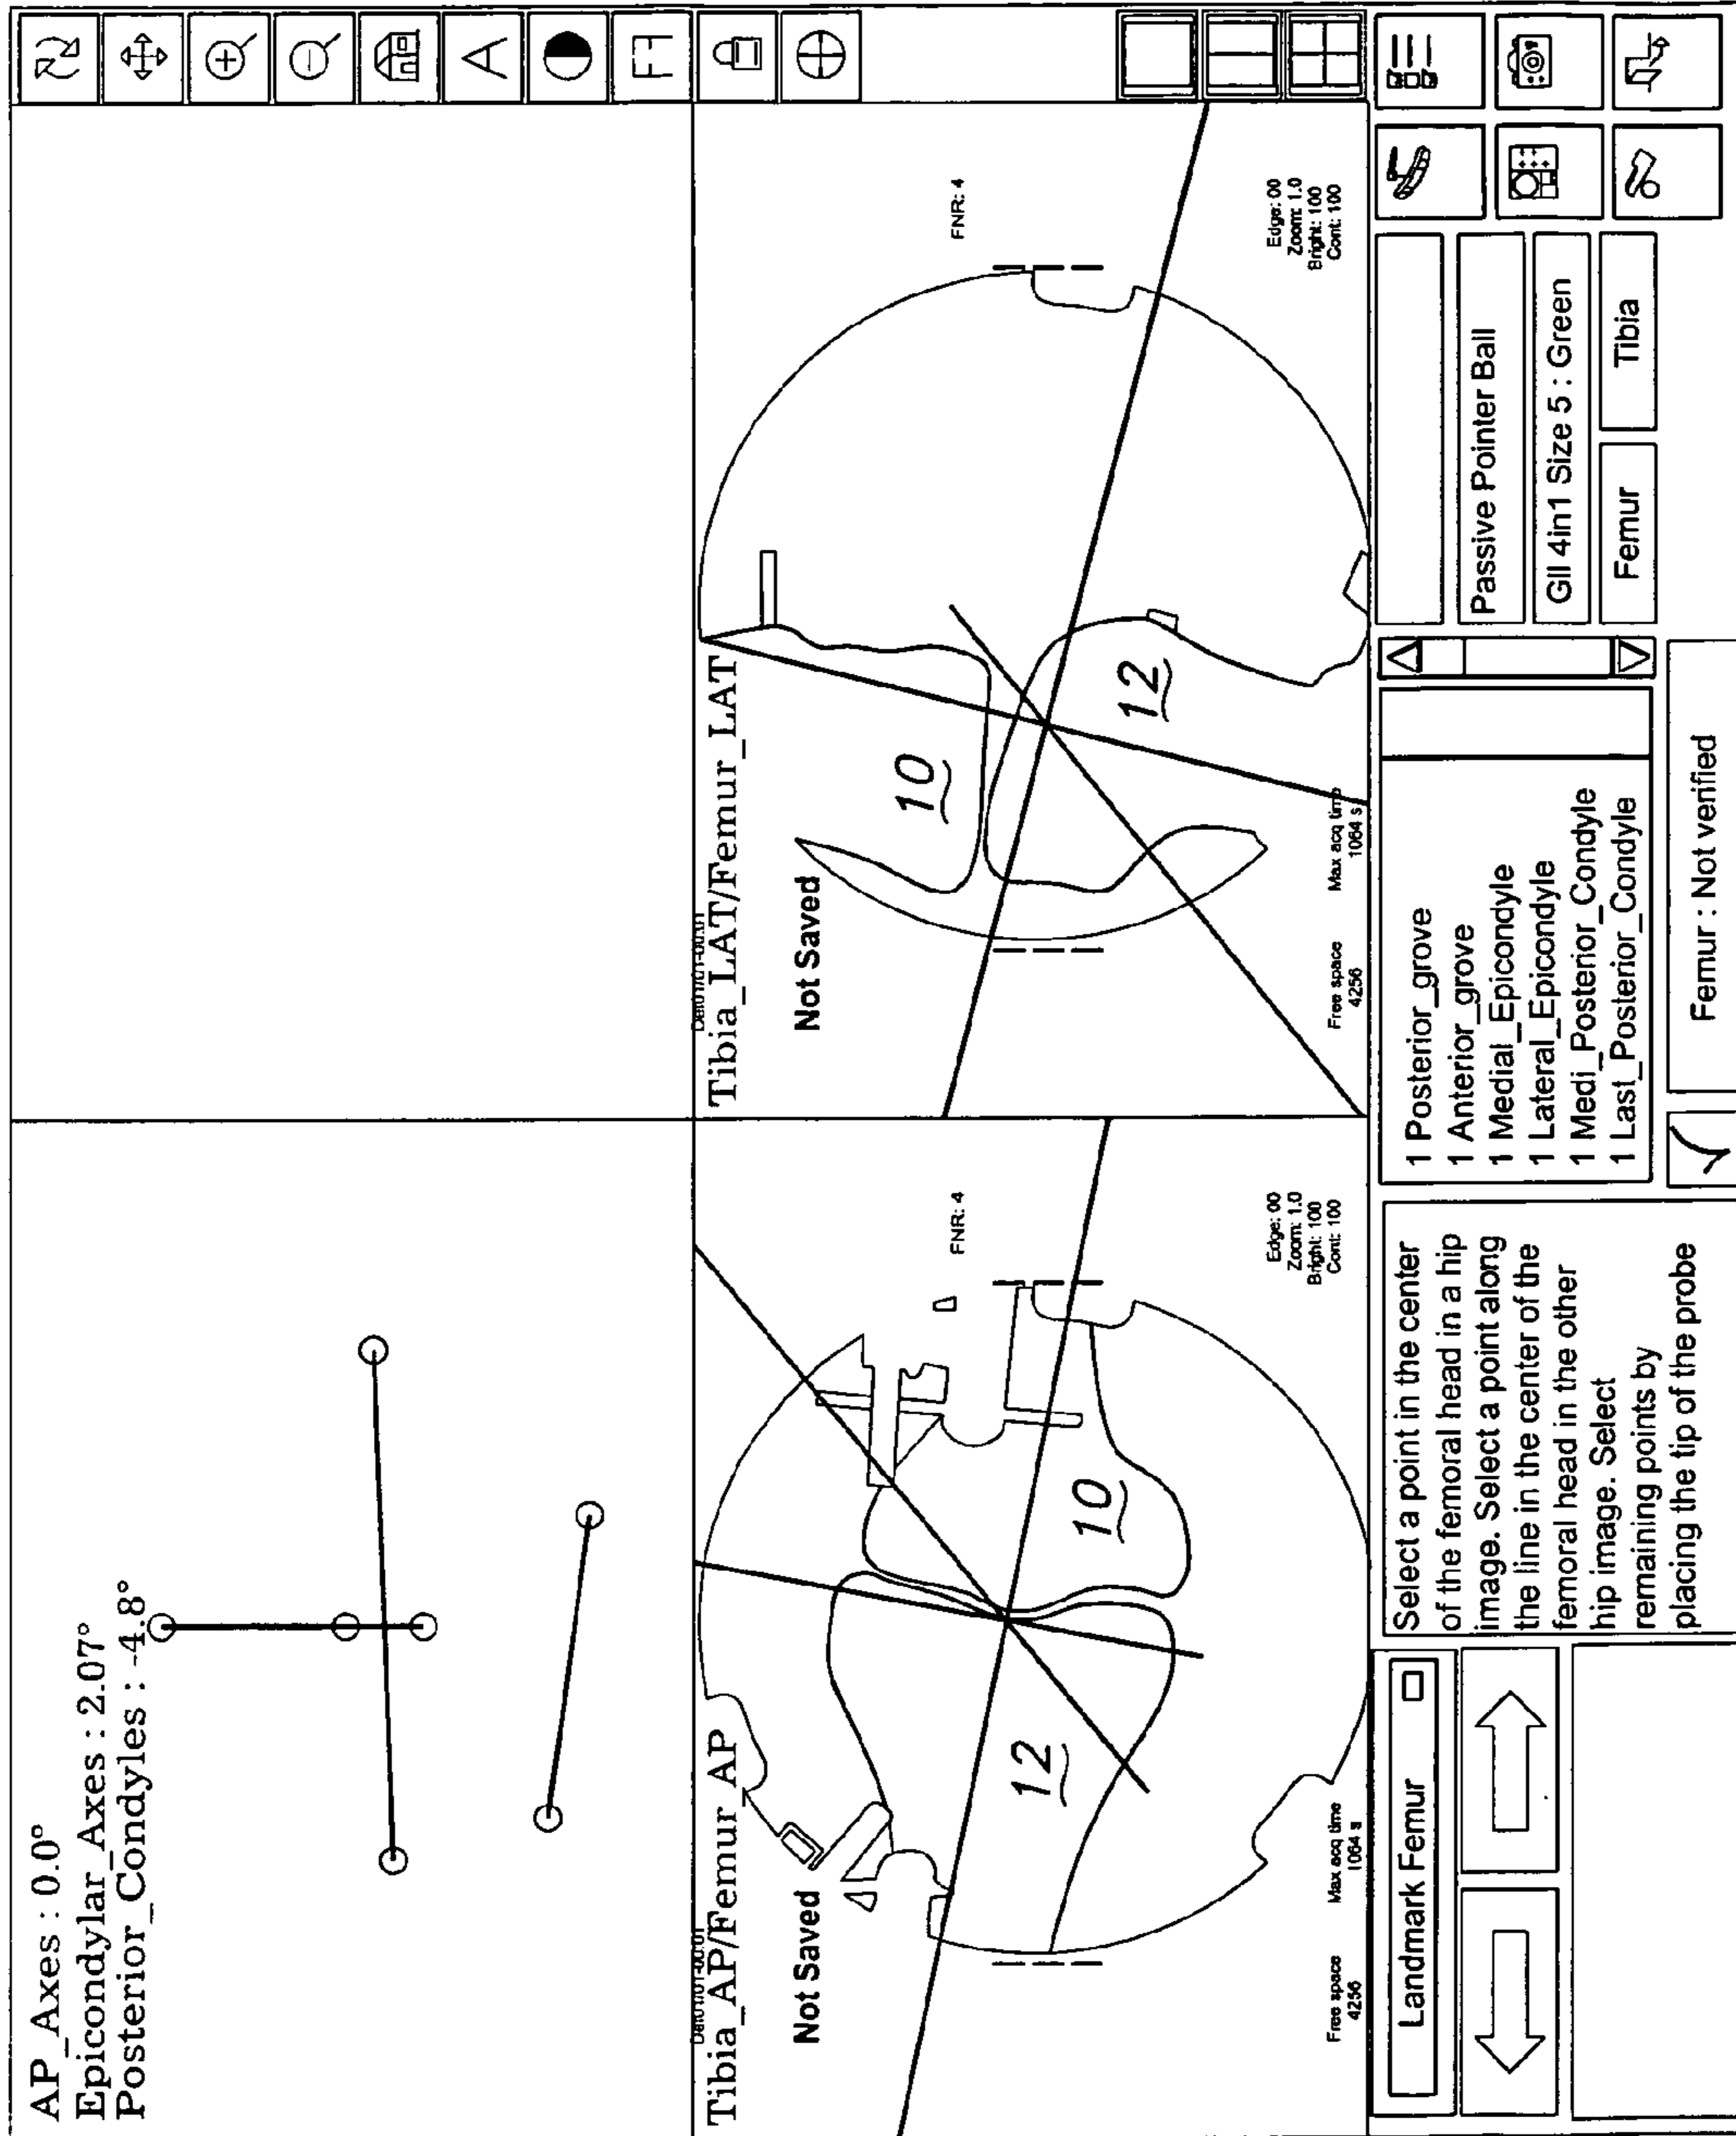 AP_Axes : 0.0°
Epicondylar_Axes : 2.07°
Posterior_Condyles : -4.8°
Tibia_AP/Femur_AP
Not Saved
12
10
FNR: 4
Free space
4256
Max acq time
1064 s
Edge: 00
Zoom: 1.0
Bright: 100
Cont: 100
Tibia_LAT/Femur_LAT
Not Saved
10
12
FNR: 4
Free space
4256
Max acq time
1064 s
Edge: 00
Zoom: 1.0
Bright: 100
Cont: 100
Landmark Femur
Select a point in the center
of the femoral head in a hip
image. Select a point along
the line in the center of the
femoral head in the other
hip image. Select
remaining points by
placing the tip of the probe
1 Posterior_grove
1 Anterior_grove
1 Medial_Epicondyle
1 Lateral_Epicondyle
1 Medi_Posterior_Condyle
1 Last_Posterior_Condyle
Femur : Not verified
Passive Pointer Ball
GII 4in1 Size 5 : Green
Femur
Tibia